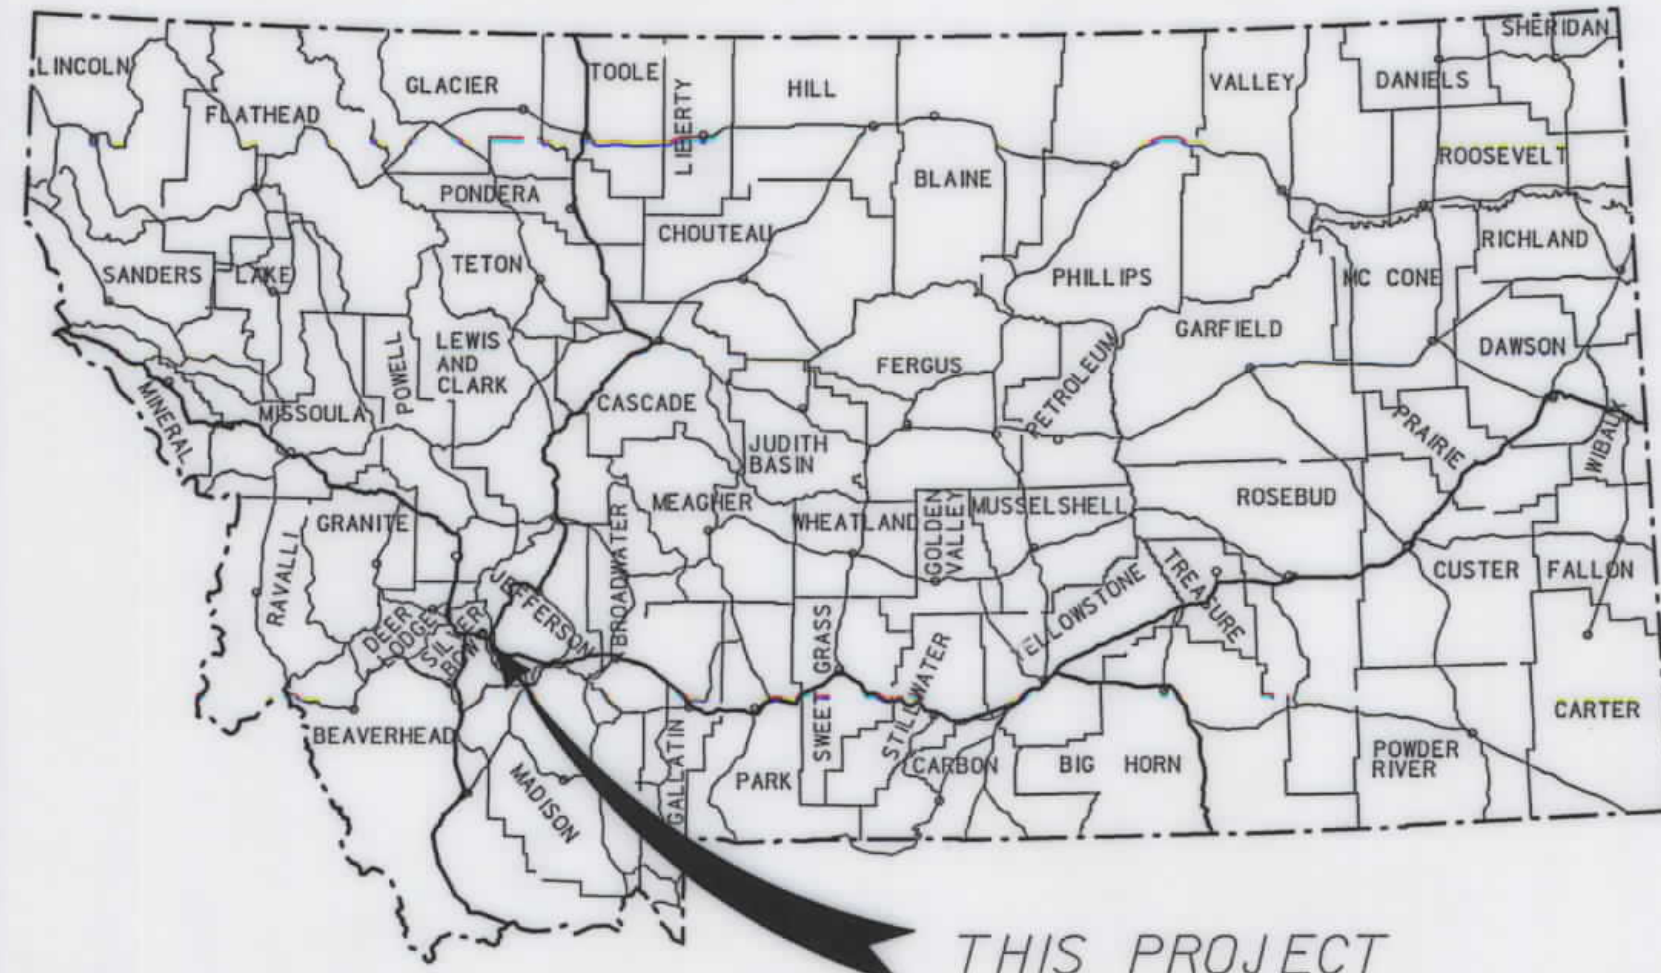 SHERIDAN
LINCOLN
GLACIER
TOOLE
LIBERTY
HILL
VALLEY
DANIELS
FLATHEAD
ROOSEVELT
PONDERA
BLAINE
CHOUTEAU
RICHLAND
SANDERS
LAKE
TETON
PHILLIPS
MC CONE
GARFIELD
DAWSON
POWELL
LEWIS
AND
CLARK
FERGUS
PETROLEUM
MINERAL
MISSOULA
CASCADE
JUDITH
BASIN
PRAIRIE
WIBAUX
MEAGHER
WHEATLAND
GOLDEN
VALLEY
MUSSELSHELL
ROSEBUD
GRANITE
RAVALLI
BROADWATER
JEFFERSON
DEER
LODGE
SILVER
BOW
YELLOWSTONE
TREASURE
CUSTER
FALLON
SWEET GRASS
STILLWATER
BEAVERHEAD
MADISON
GALLATIN
PARK
CARBON
BIG HORN
POWDER
RIVER
CARTER
THIS PROJECT